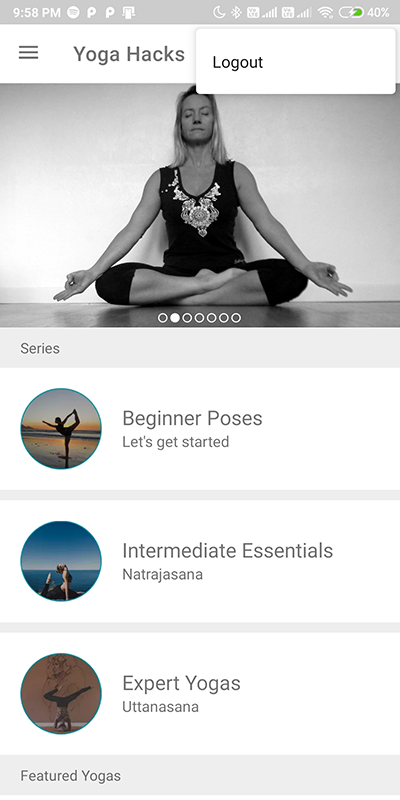 9:58 PM 40%
Yoga Hacks
Logout
Series
Beginner Poses
Let's get started
Intermediate Essentials
Natrajasana
Expert Yogas
Uttanasana
Featured Yogas